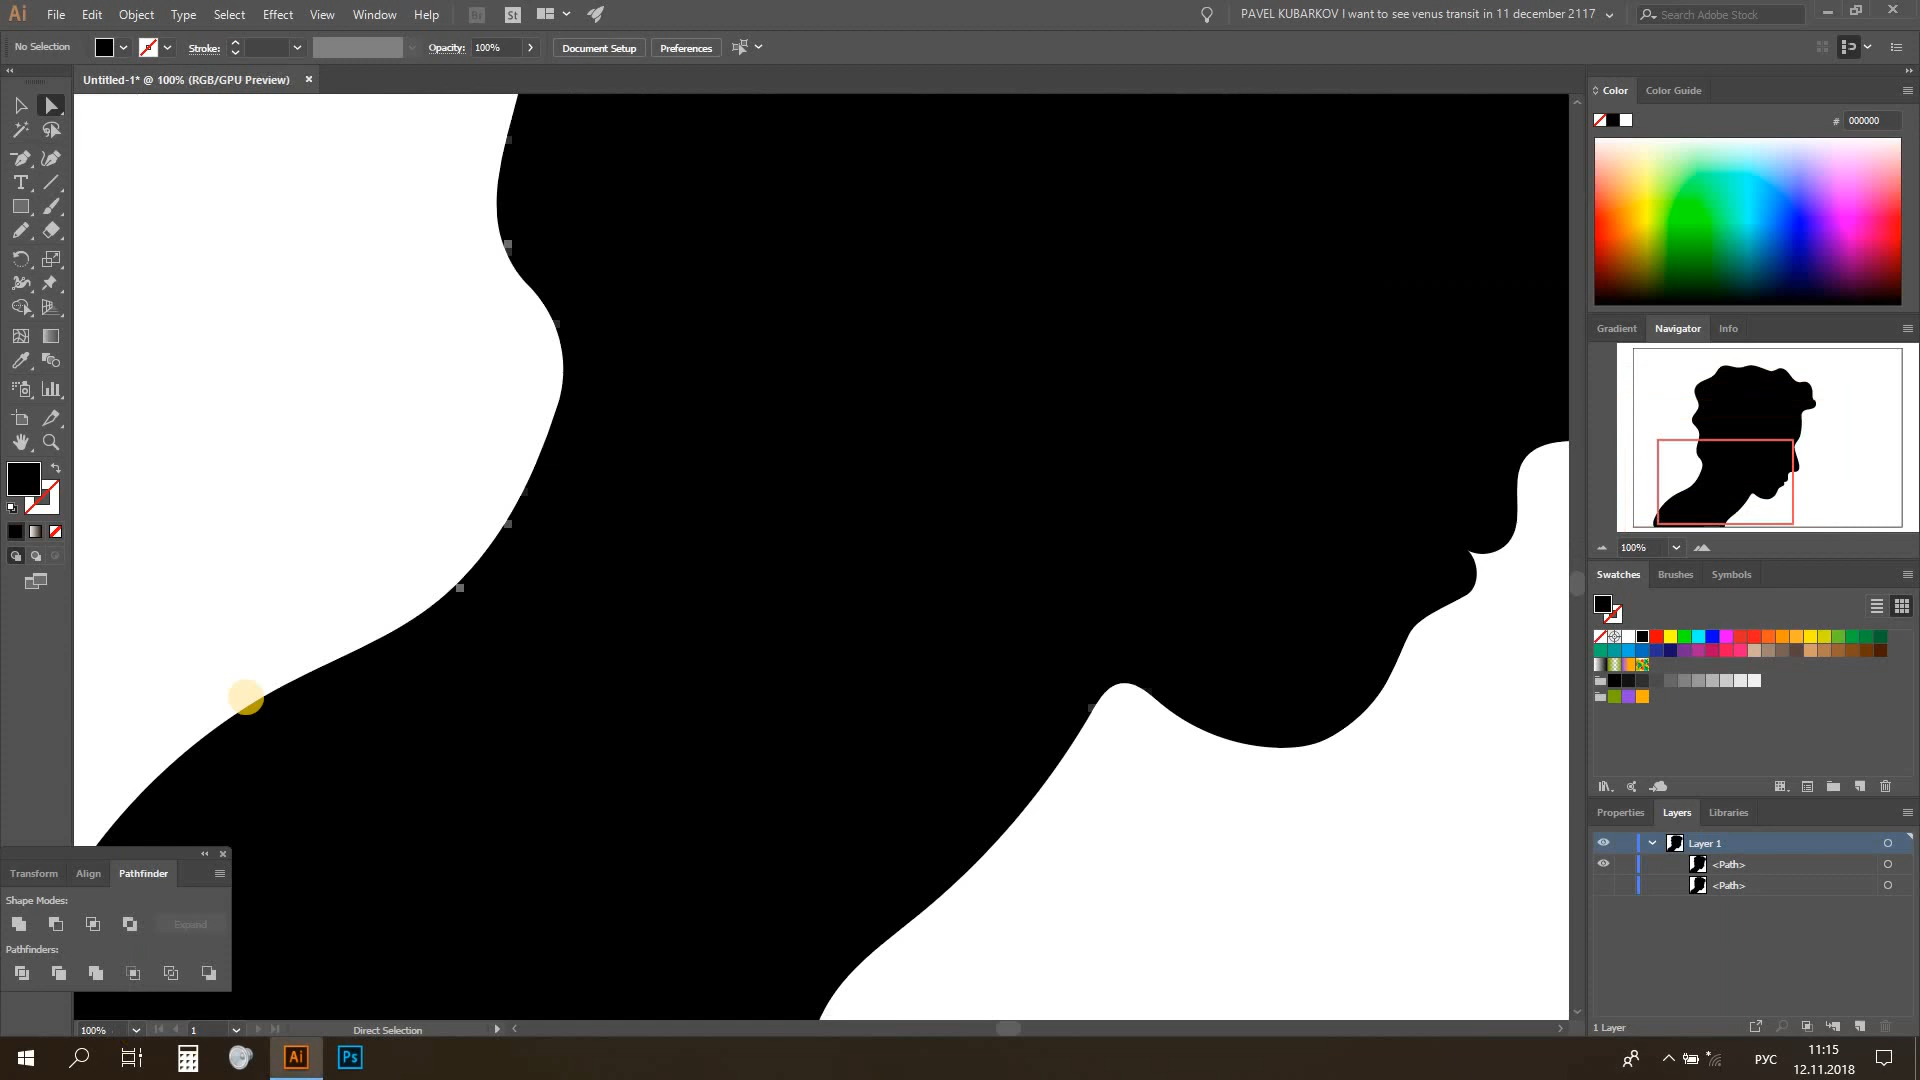 Ai File Edit Object Type Select Effect View Window Help Br St PAVEL KUBARKOV I want to see venus transit in 11 december 2117 Search Adobe Stock
No Selection Stroke: Opacity: 100% Document Setup Preferences
Untitled-1* @ 100% (RGB/GPU Preview) ×
Color Color Guide
# 000000
Gradient Navigator Info
100%
Swatches Brushes Symbols
Properties Layers Libraries
Layer 1
<Path>
<Path>
Transform Align Pathfinder
Shape Modes:
Expand
Pathfinders:
100% 1 Direct Selection
1 Layer
Ai Ps РУС 11:15
12.11.2018